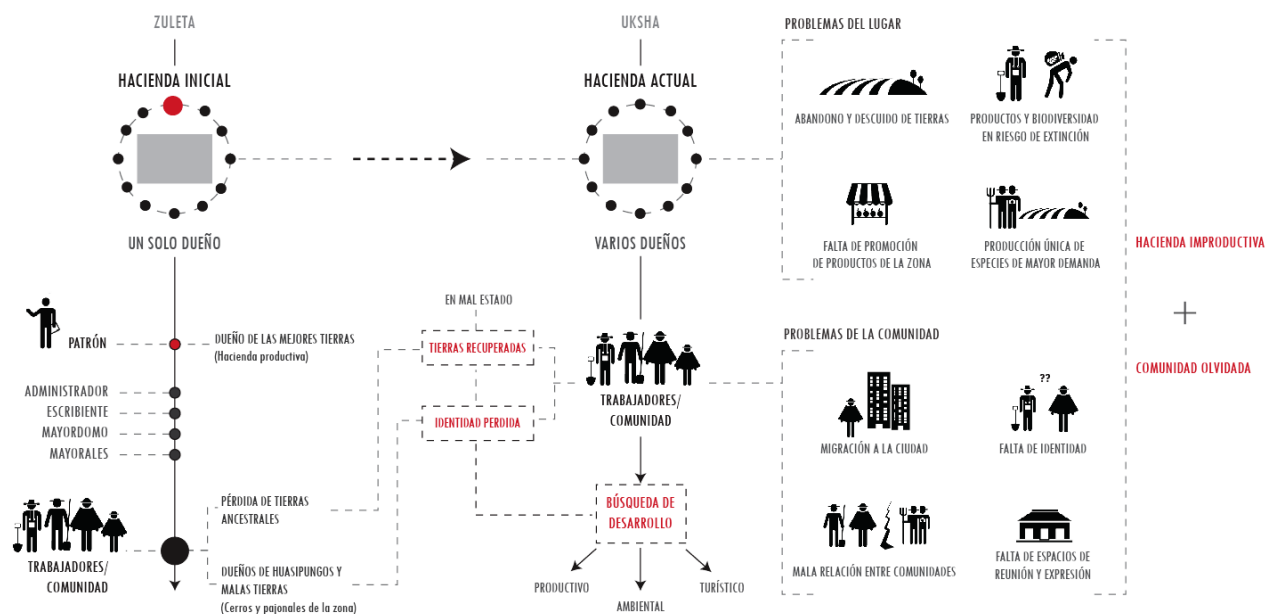 ZULETA
HACIENDA INICIAL
UN SOLO DUEÑO
PATRÓN
DUEÑO DE LAS MEJORES TIERRAS
(Hacienda productiva)
ADMINISTRADOR
ESCRIBIENTE
MAYORDOMO
MAYORALES
TRABAJADORES/
COMUNIDAD
PÉRDIDA DE TIERRAS
ANCESTRALES
DUEÑOS DE HUASIPUNGOS Y
MALAS TIERRAS
(Cerros y pajonales de la zona)
UKSHA
HACIENDA ACTUAL
VARIOS DUEÑOS
EN MAL ESTADO
TIERRAS RECUPERADAS
IDENTIDAD PERDIDA
TRABAJADORES/
COMUNIDAD
BÚSQUEDA DE
DESARROLLO
PRODUCTIVO
AMBIENTAL
TURÍSTICO
PROBLEMAS DEL LUGAR
ABANDONO Y DESCUIDO DE TIERRAS
PRODUCTOS Y BIODIVERSIDAD
EN RIESGO DE EXTINCIÓN
FALTA DE PROMOCIÓN
DE PRODUCTOS DE LA ZONA
PRODUCCIÓN ÚNICA DE
ESPECIES DE MAYOR DEMANDA
PROBLEMAS DE LA COMUNIDAD
MIGRACIÓN A LA CIUDAD
??
FALTA DE IDENTIDAD
MALA RELACIÓN ENTRE COMUNIDADES
FALTA DE ESPACIOS DE
REUNIÓN Y EXPRESIÓN
HACIENDA IMPRODUCTIVA
+
COMUNIDAD OLVIDADA